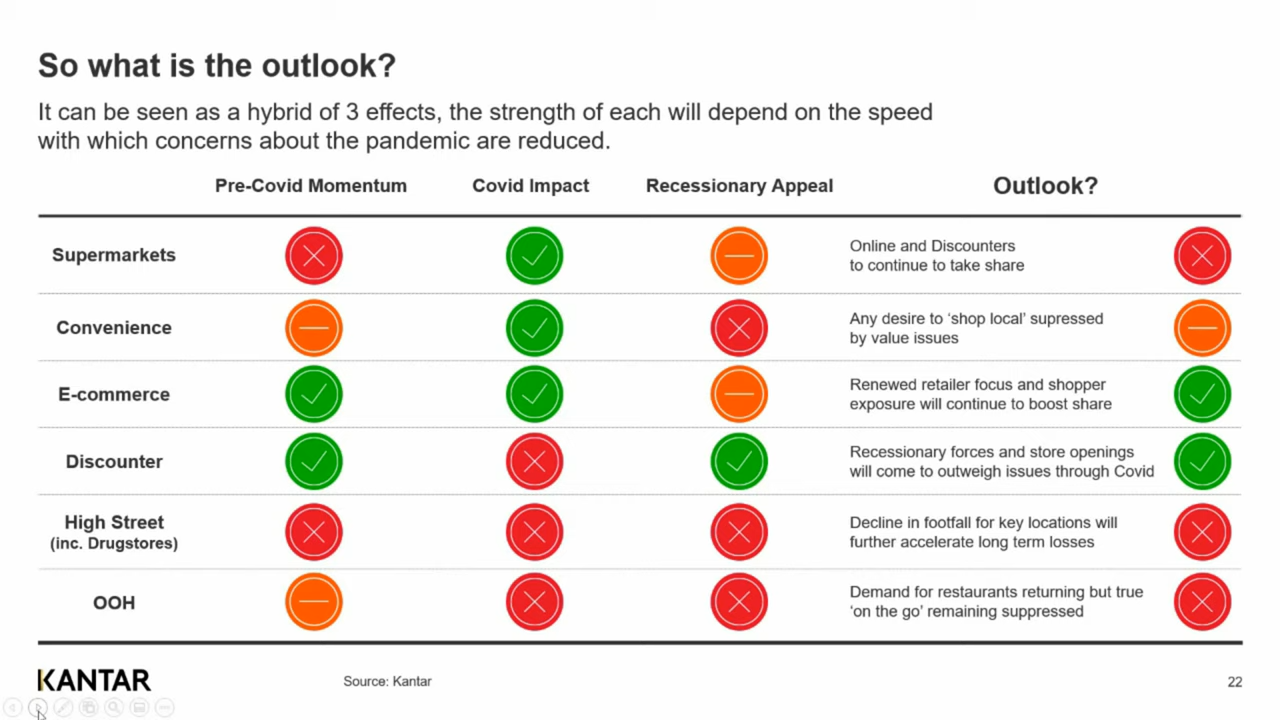 So what is the outlook?
It can be seen as a hybrid of 3 effects, the strength of each will depend on the speed
with which concerns about the pandemic are reduced.
Pre-Covid Momentum Covid Impact Recessionary Appeal Outlook?
Supermarkets
Online and Discounters
to continue to take share
Convenience
Any desire to ‘shop local’ supressed
by value issues
E-commerce
Renewed retailer focus and shopper
exposure will continue to boost share
Discounter
Recessionary forces and store openings
will come to outweigh issues through Covid
High Street
(inc. Drugstores)
Decline in footfall for key locations will
further accelerate long term losses
OOH
Demand for restaurants returning but true
‘on the go’ remaining suppressed
KANTAR
Source: Kantar
22